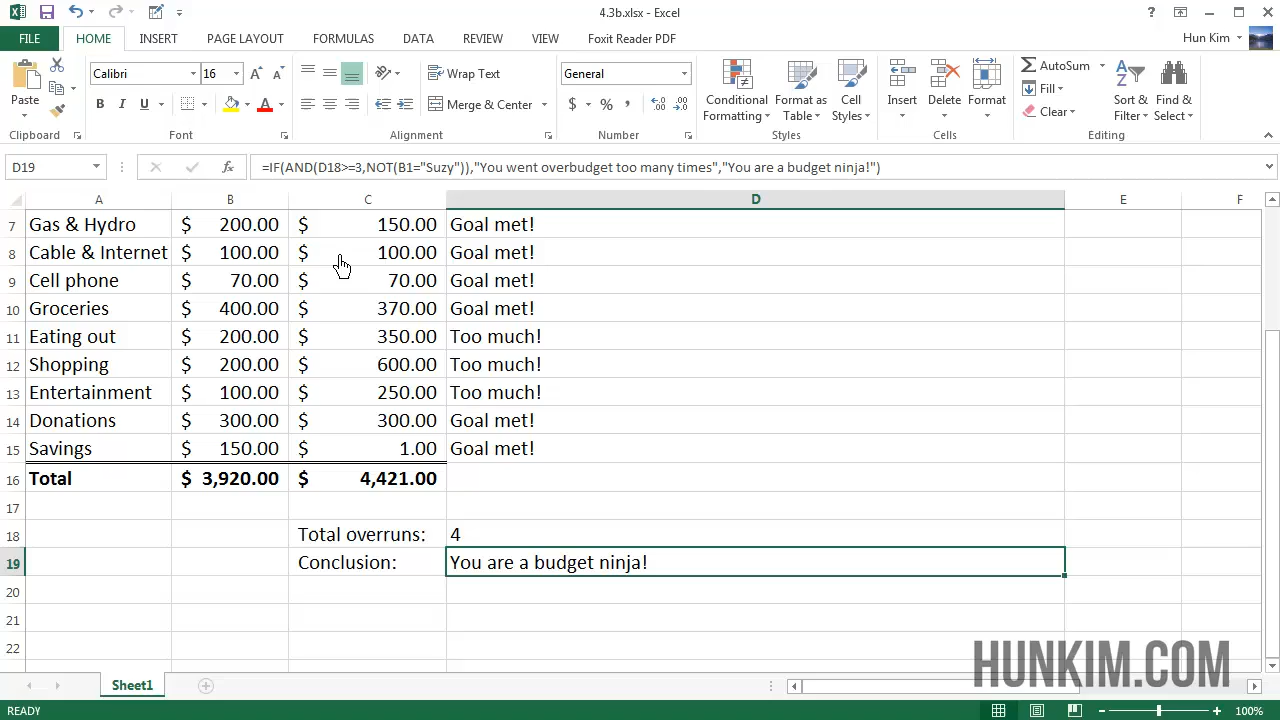 4.3b.xlsx - Excel
FILE HOME INSERT PAGE LAYOUT FORMULAS DATA REVIEW VIEW Foxit Reader PDF Hun Kim
Paste
Clipboard
Calibri 16
B I U
Font
Wrap Text
Merge & Center
Alignment
General
$ % ,
Number
Conditional Formatting
Format as Table
Cell Styles
Styles
Insert Delete Format
Cells
AutoSum
Fill
Clear
Sort & Filter
Find & Select
Editing
D19 fx =IF(AND(D18>=3,NOT(B1="Suzy")),"You went overbudget too many times","You are a budget ninja!")
A B C D E F
7 Gas & Hydro $ 200.00 $ 150.00 Goal met!
8 Cable & Internet $ 100.00 $ 100.00 Goal met!
9 Cell phone $ 70.00 $ 70.00 Goal met!
10 Groceries $ 400.00 $ 370.00 Goal met!
11 Eating out $ 200.00 $ 350.00 Too much!
12 Shopping $ 200.00 $ 600.00 Too much!
13 Entertainment $ 100.00 $ 250.00 Too much!
14 Donations $ 300.00 $ 300.00 Goal met!
15 Savings $ 150.00 $ 1.00 Goal met!
16 Total $ 3,920.00 $ 4,421.00
17
18 Total overruns: 4
19 Conclusion: You are a budget ninja!
20
21
22
HUNKIM.COM
Sheet1
READY 100%